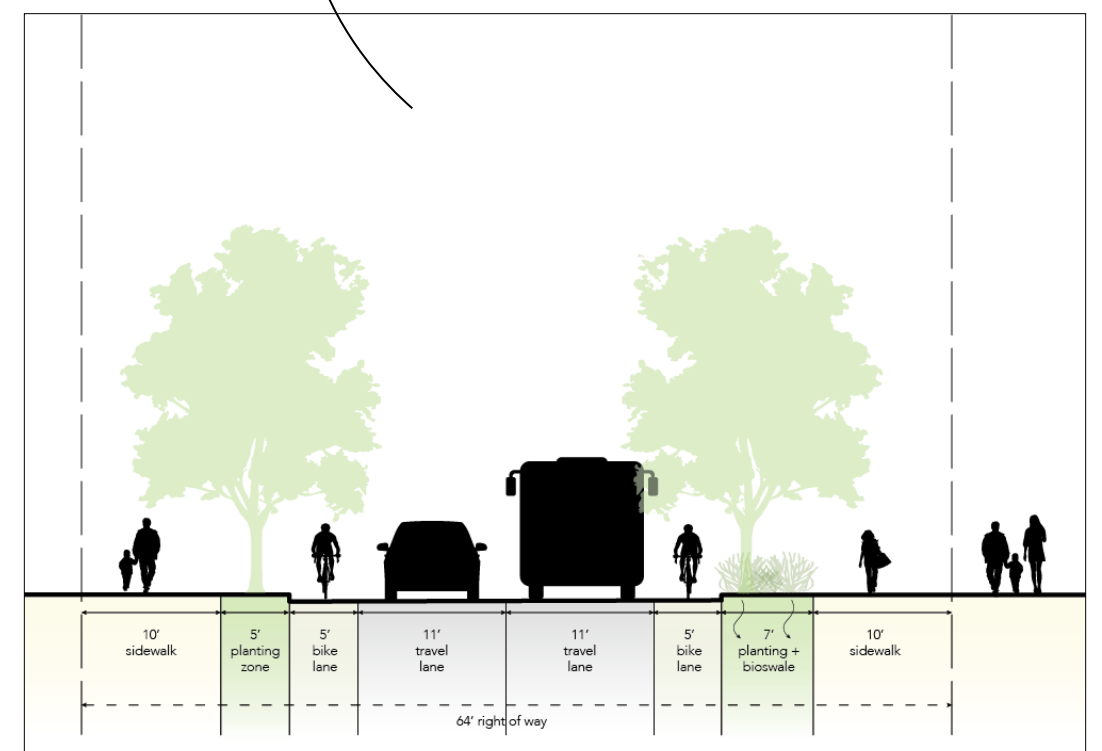 10’
sidewalk
5’
planting
zone
5’
bike
lane
11’
travel
lane
11’
travel
lane
5’
bike
lane
7’
planting +
bioswale
10’
sidewalk
64’ right of way